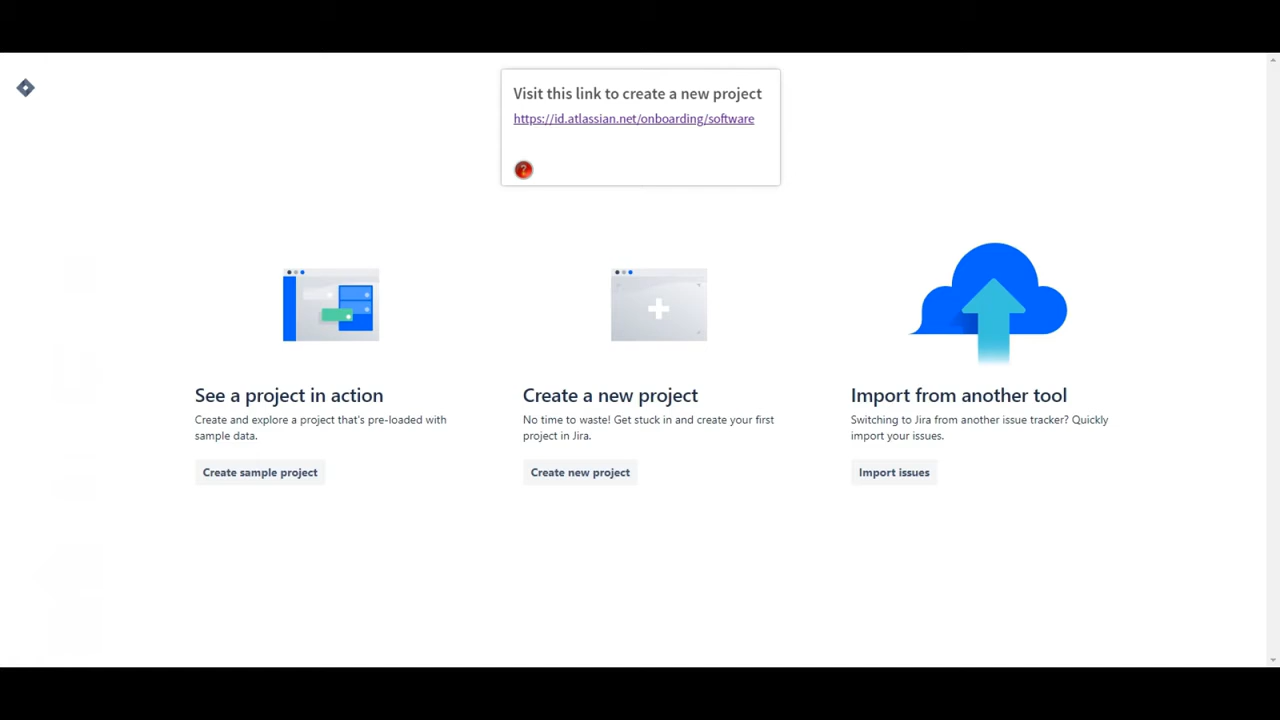 Visit this link to create a new project
https://id.atlassian.net/onboarding/software
?
See a project in action
Create and explore a project that's pre-loaded with
sample data.
Create sample project
Create a new project
No time to waste! Get stuck in and create your first
project in Jira.
Create new project
Import from another tool
Switching to Jira from another issue tracker? Quickly
import your issues.
Import issues